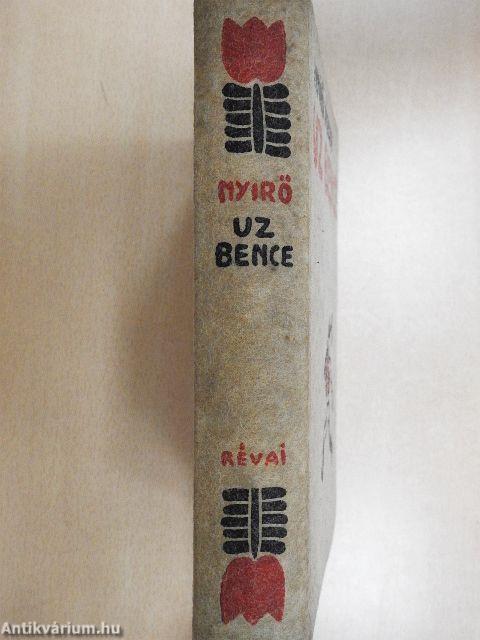 NYIRŐ
UZ
BENCE
RÉVAI
Antikvárium.hu